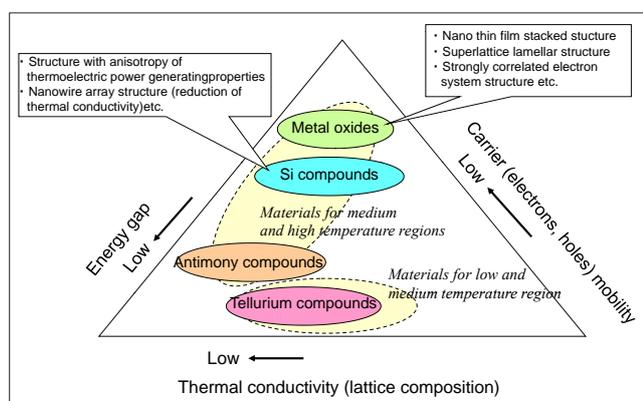 ・ Nano thin film stacked stucture
・ Superlattice lamellar structure
・ Strongly correlated electron
system structure etc.
・ Structure with anisotropy of
thermoelectric power generatingproperties
・ Nanowire array structure (reduction of
thermal conductivity)etc.
Metal oxides
Si compounds
Materials for medium
and high temperature regions
Antimony compounds
Materials for low and
medium temperature region
Tellurium compounds
Energy gap
Low
Carrier (electrons, holes) mobility
Low
Low
Thermal conductivity (lattice composition)